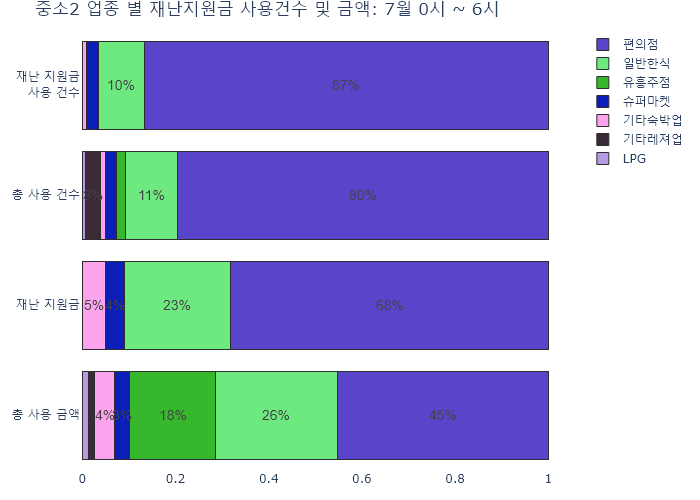 중소2 업종 별 재난지원금 사용건수 및 금액: 7월 0시 ~ 6시
재난 지원금
사용 건수
10%
87%
총 사용 건수
3%
11%
80%
재난 지원금
5%
4%
23%
68%
총 사용 금액
4%
3%
18%
26%
45%
0
0.2
0.4
0.6
0.8
1
편의점
일반한식
유흥주점
슈퍼마켓
기타숙박업
기타레져업
LPG